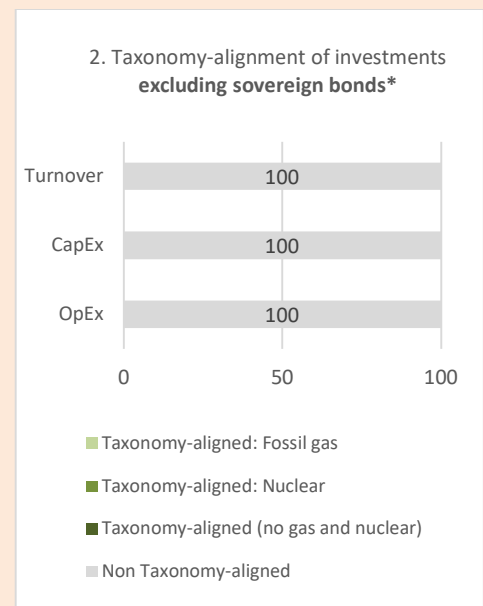 2. Taxonomy-alignment of investments
excluding sovereign bonds*
Turnover
100
CapEx
100
OpEx
100
0 50 100
Taxonomy-aligned: Fossil gas
Taxonomy-aligned: Nuclear
Taxonomy-aligned (no gas and nuclear)
Non Taxonomy-aligned